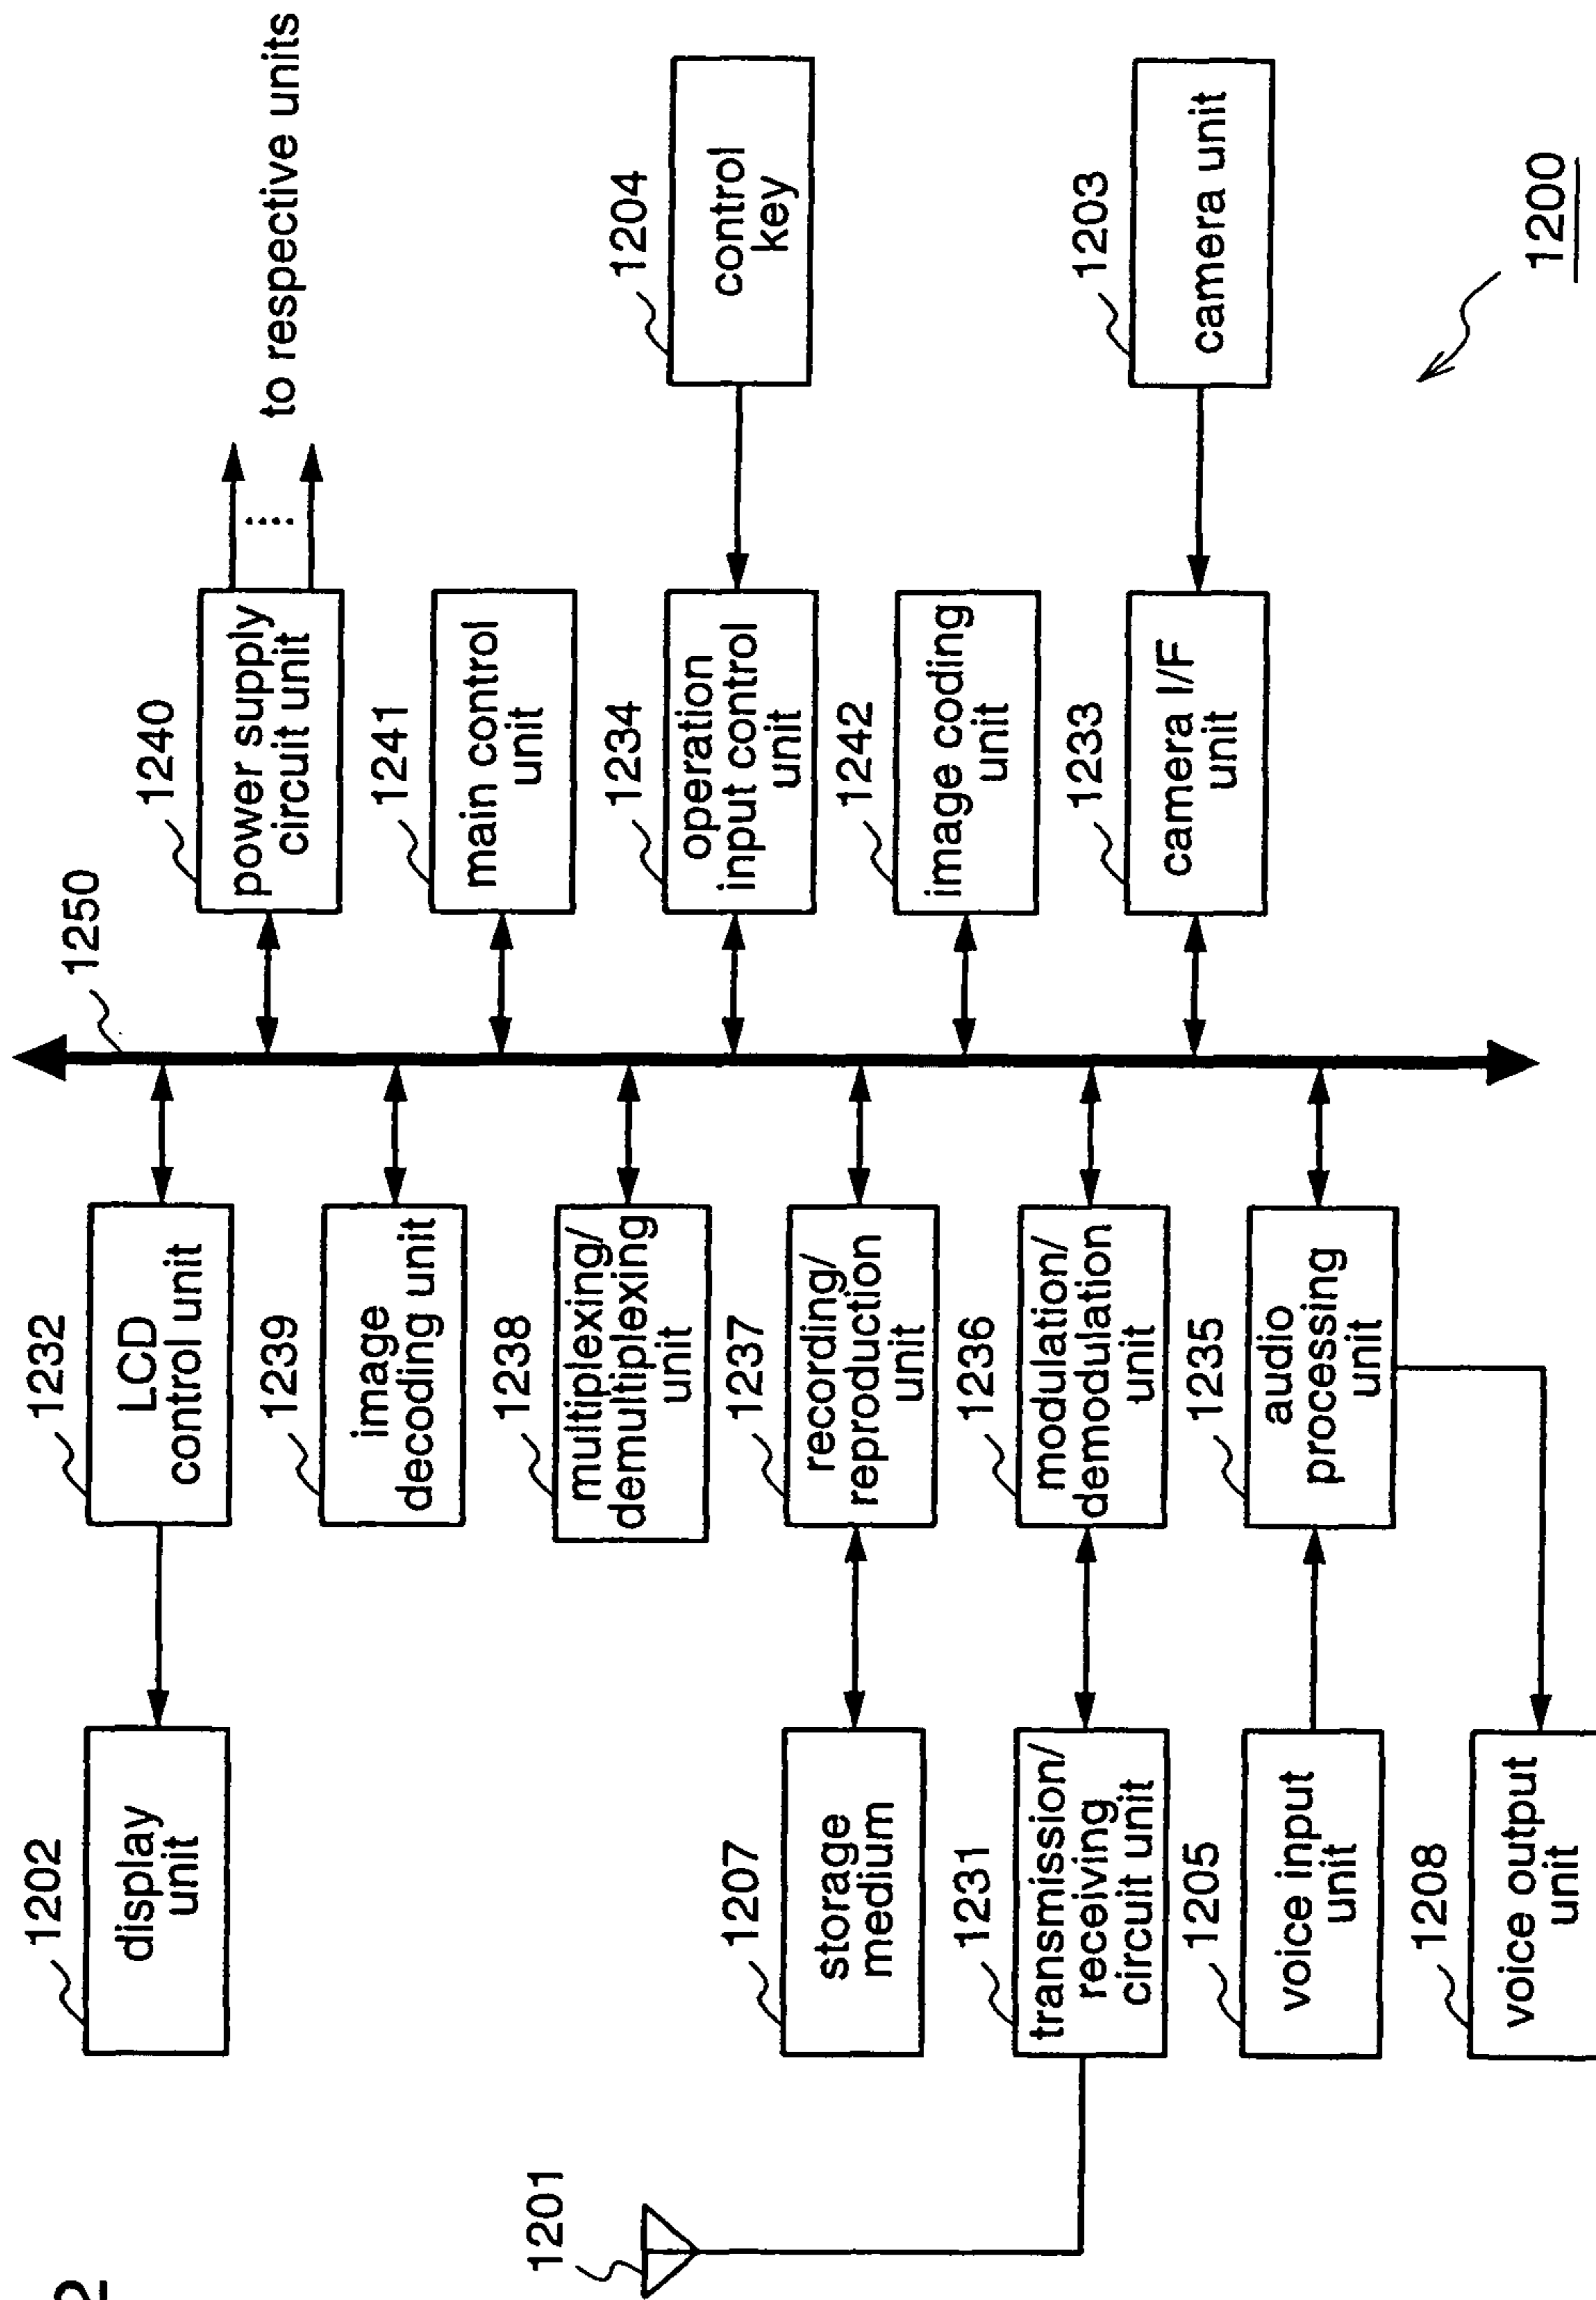 2
1201
1202
display
unit
1207
storage
medium
1231
transmission/
receiving
circuit unit
1205
voice input
unit
1208
voice output
unit
1232
LCD
control unit
1239
image
decoding unit
1238
multiplexing/
demultiplexing
unit
1237
recording/
reproduction
unit
1236
modulation/
demodulation
unit
1235
audio
processing
unit
1250
1240
power supply
circuit unit
1241
main control
unit
1234
operation
input control
unit
1242
image coding
unit
1233
camera I/F
unit
to respective units
1204
control
key
1203
camera unit
1200